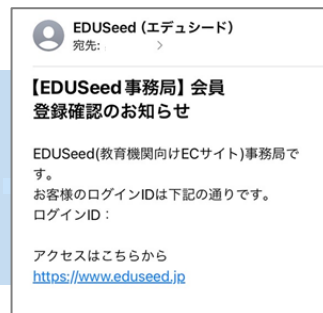 EDUSeed (エデュシード)
宛先:
【EDUSeed事務局】会員
登録確認のお知らせ
EDUSeed(教育機関向けECサイト)事務局で
す。
お客様のログインIDは下記の通りです。
ログインID：
アクセスはこちらから
https://www.eduseed.jp